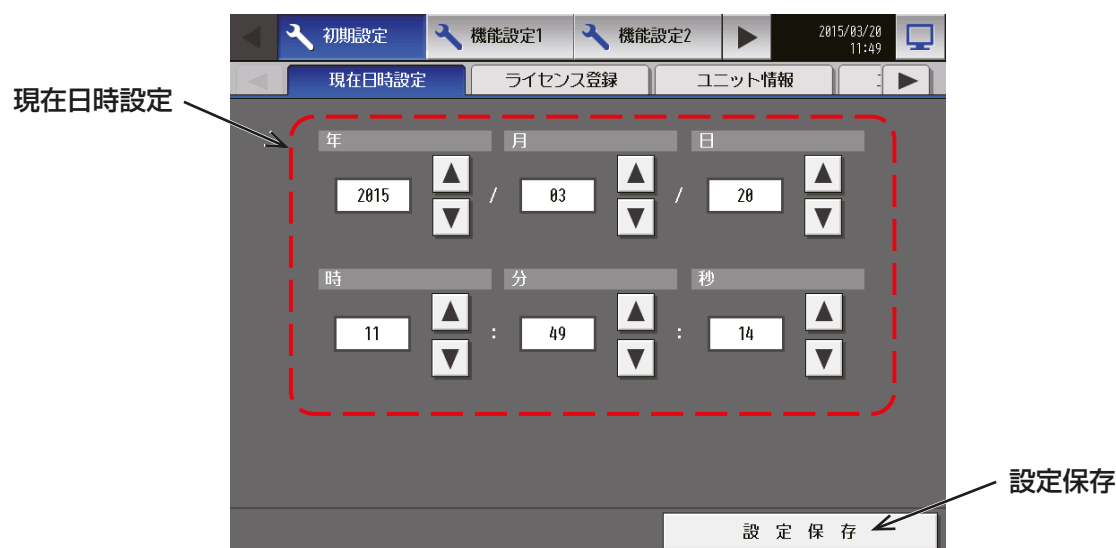 初期設定 機能設定1 機能設定2 2015/03/20
11:49
現在日時設定 ライセンス登録 ユニット情報
現在日時設定
年 月 日
2015 / 03 / 20
時 分 秒
11 : 49 : 14
設定保存
設定保存